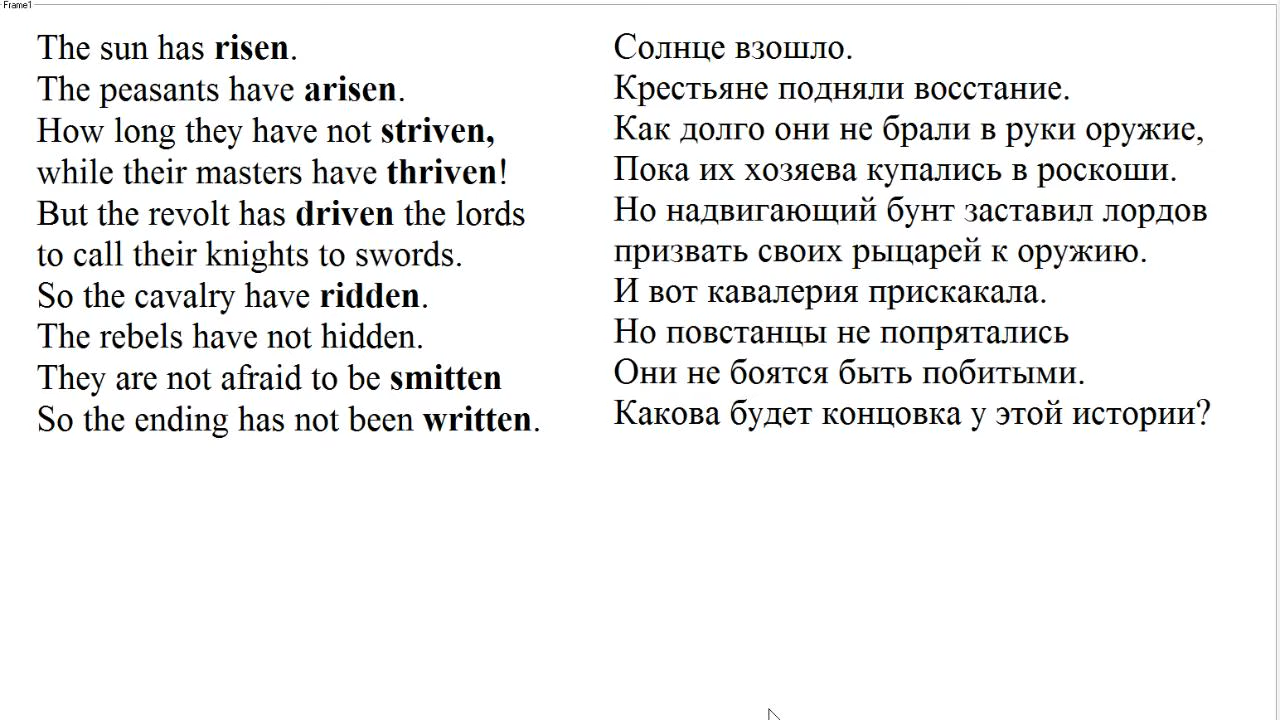 Frame1
The sun has risen.
The peasants have arisen.
How long they have not striven,
while their masters have thriven!
But the revolt has driven the lords
to call their knights to swords.
So the cavalry have ridden.
The rebels have not hidden.
They are not afraid to be smitten
So the ending has not been written.
Солнце взошло.
Крестьяне подняли восстание.
Как долго они не брали в руки оружие,
Пока их хозяева купались в роскоши.
Но надвигающий бунт заставил лордов
призвать своих рыцарей к оружию.
И вот кавалерия прискакала.
Но повстанцы не попрятались
Они не боятся быть побитыми.
Какова будет концовка у этой истории?